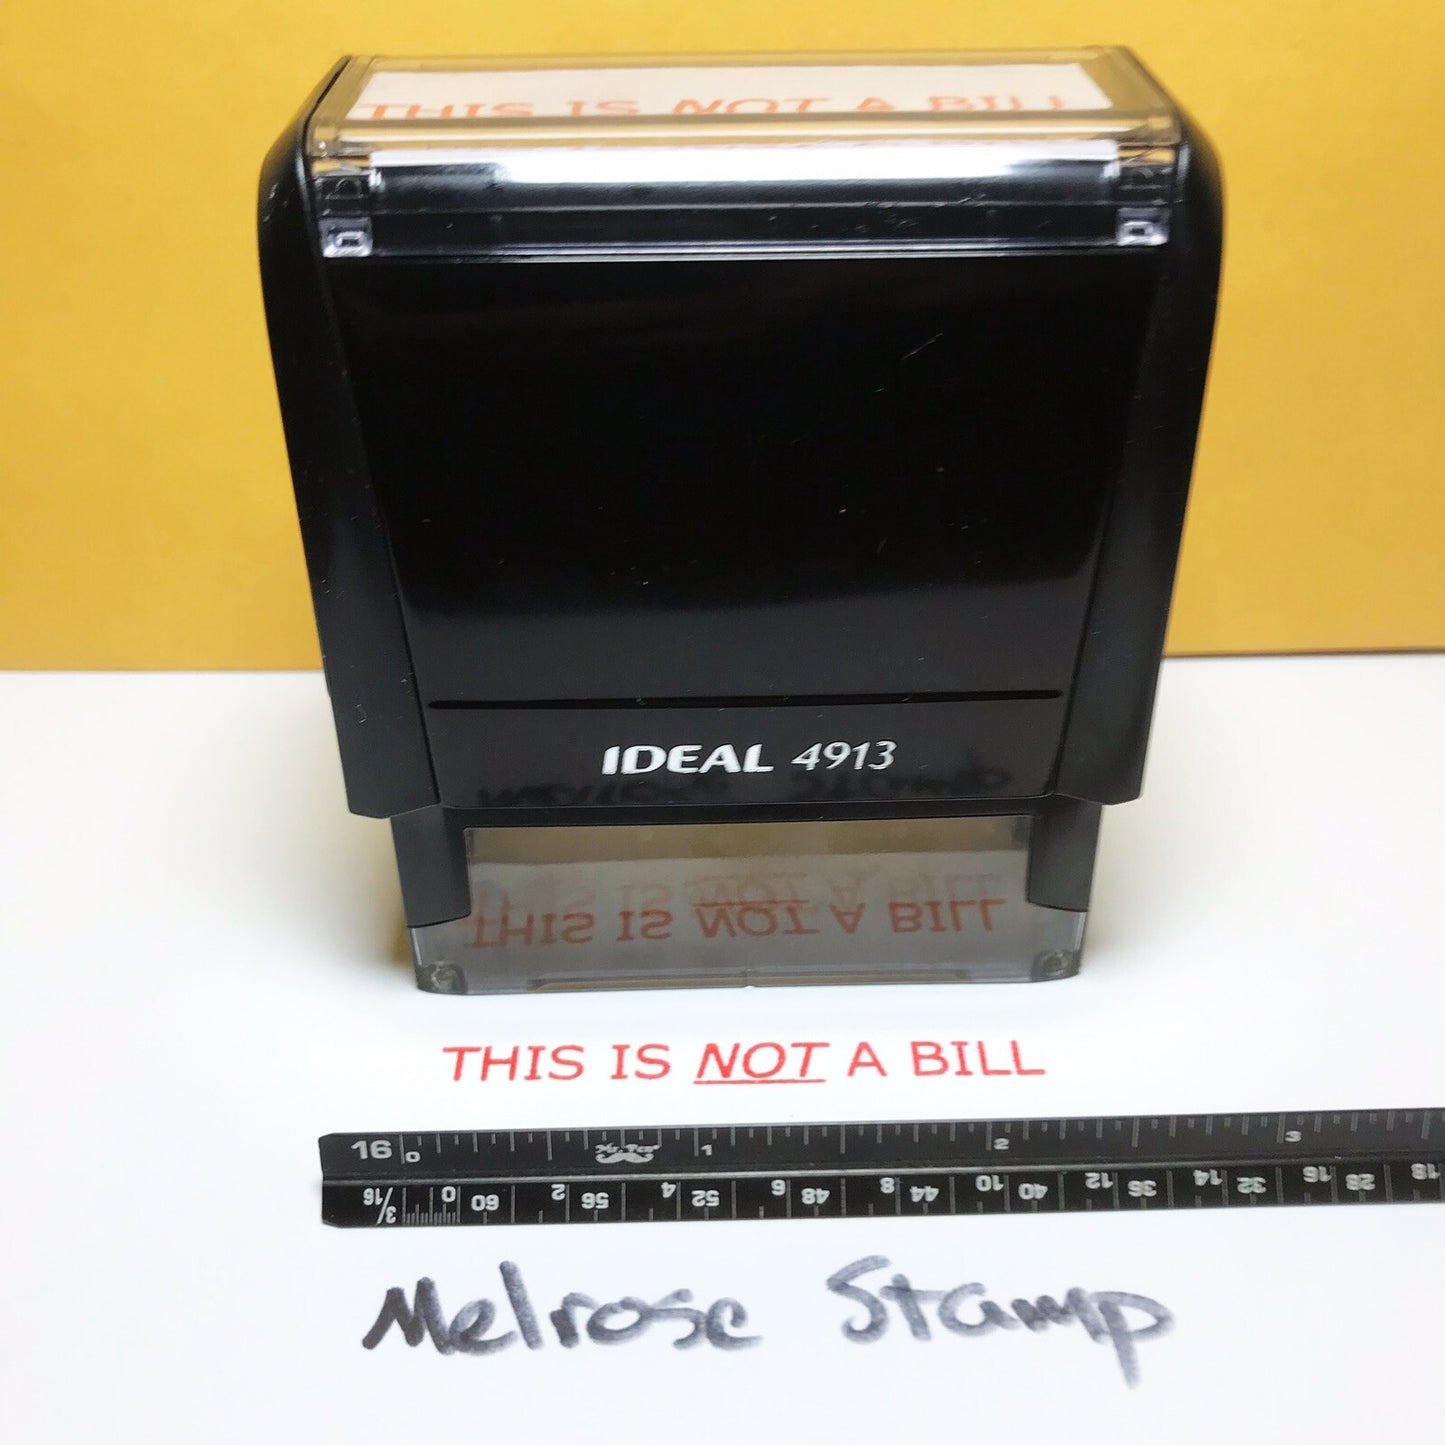 THIS IS NOT A BILL
IDEAL 4913
THIS IS NOT A BILL
THIS IS NOT A BILL
16 0 Mr. Pen 1 2 3
3/16 0 60 2 56 4 52 6 48 8 44 10 40 12 36 14 32 16 28 18
Melrose Stamp